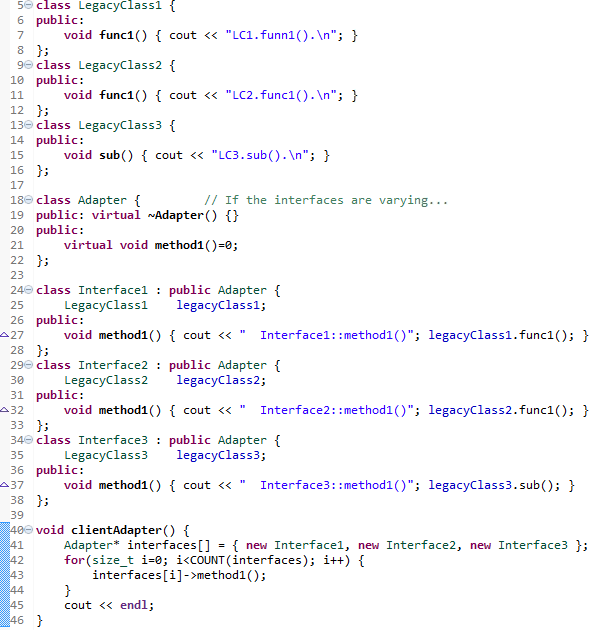 5 class LegacyClass1 {
6 public:
7     void func1() { cout << "LC1.funn1().\n"; }
8 };
9 class LegacyClass2 {
10 public:
11     void func1() { cout << "LC2.func1().\n"; }
12 };
13 class LegacyClass3 {
14 public:
15     void sub() { cout << "LC3.sub().\n"; }
16 };
17
18 class Adapter {         // If the interfaces are varying...
19 public: virtual ~Adapter() {}
20 public:
21     virtual void method1()=0;
22 };
23
24 class Interface1 : public Adapter {
25     LegacyClass1    legacyClass1;
26 public:
27     void method1() { cout << "  Interface1::method1()"; legacyClass1.func1(); }
28 };
29 class Interface2 : public Adapter {
30     LegacyClass2    legacyClass2;
31 public:
32     void method1() { cout << "  Interface2::method1()"; legacyClass2.func1(); }
33 };
34 class Interface3 : public Adapter {
35     LegacyClass3    legacyClass3;
36 public:
37     void method1() { cout << "  Interface3::method1()"; legacyClass3.sub(); }
38 };
39
40 void clientAdapter() {
41     Adapter* interfaces[] = { new Interface1, new Interface2, new Interface3 };
42     for(size_t i=0; i<COUNT(interfaces); i++) {
43         interfaces[i]->method1();
44     }
45     cout << endl;
46 }